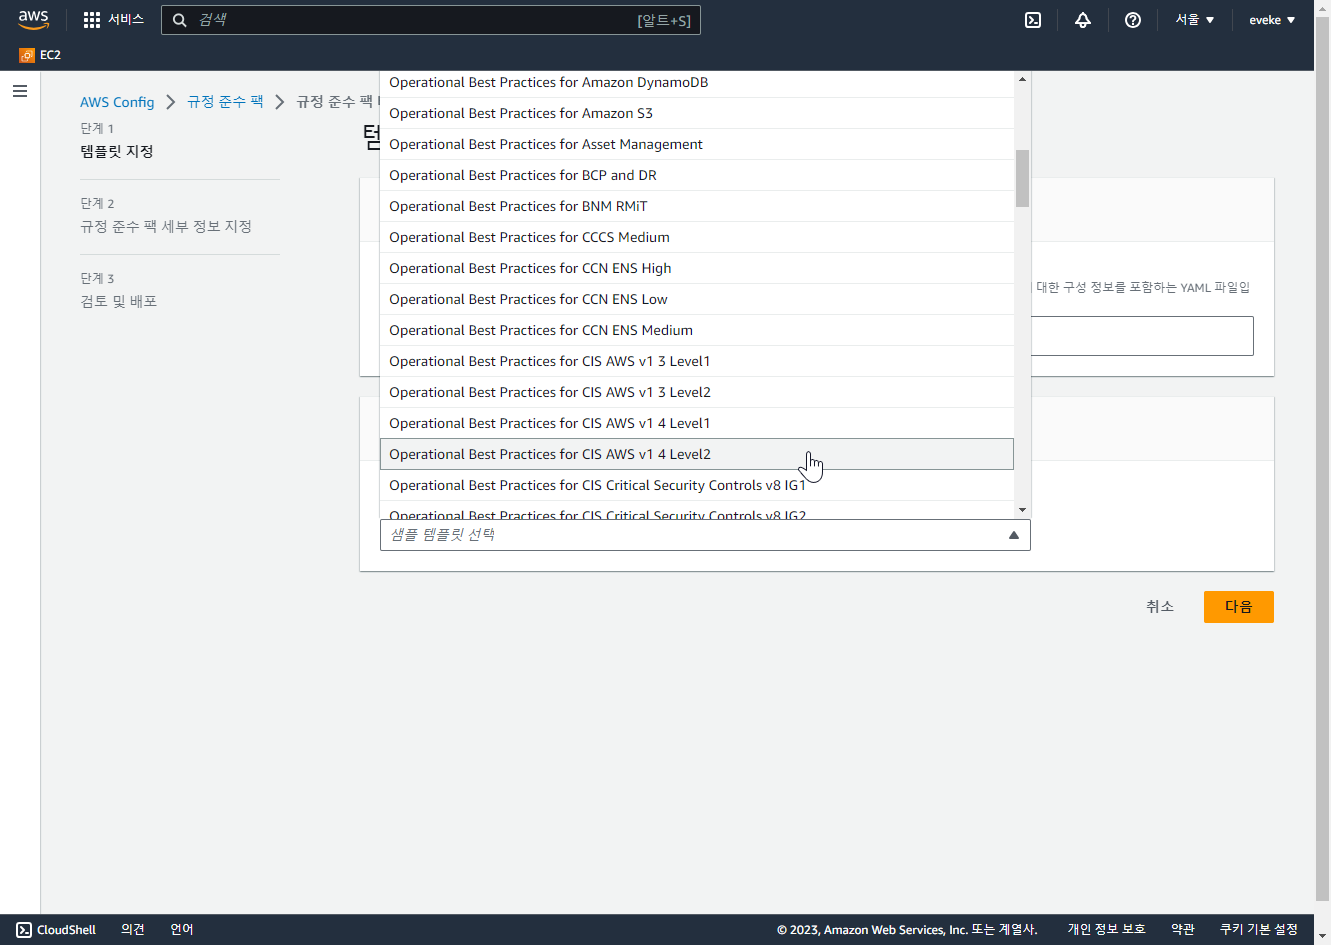 aws
서비스
검색
[알트+S]
서울
eveke
EC2
AWS Config
규정 준수 팩
규정 준수 팩
단계 1
템플릿 지정
단계 2
규정 준수 팩 세부 정보 지정
단계 3
검토 및 배포
Operational Best Practices for Amazon DynamoDB
Operational Best Practices for Amazon S3
Operational Best Practices for Asset Management
Operational Best Practices for BCP and DR
Operational Best Practices for BNM RMiT
Operational Best Practices for CCCS Medium
Operational Best Practices for CCN ENS High
Operational Best Practices for CCN ENS Low
Operational Best Practices for CCN ENS Medium
Operational Best Practices for CIS AWS v1 3 Level1
Operational Best Practices for CIS AWS v1 3 Level2
Operational Best Practices for CIS AWS v1 4 Level1
Operational Best Practices for CIS AWS v1 4 Level2
Operational Best Practices for CIS Critical Security Controls v8 IG1
Operational Best Practices for CIS Critical Security Controls v8 IG2
대한 구성 정보를 포함하는 YAML 파일입
샘플 템플릿 선택
취소
다음
CloudShell
의견
언어
© 2023, Amazon Web Services, Inc. 또는 계열사.
개인 정보 보호
약관
쿠키 기본 설정